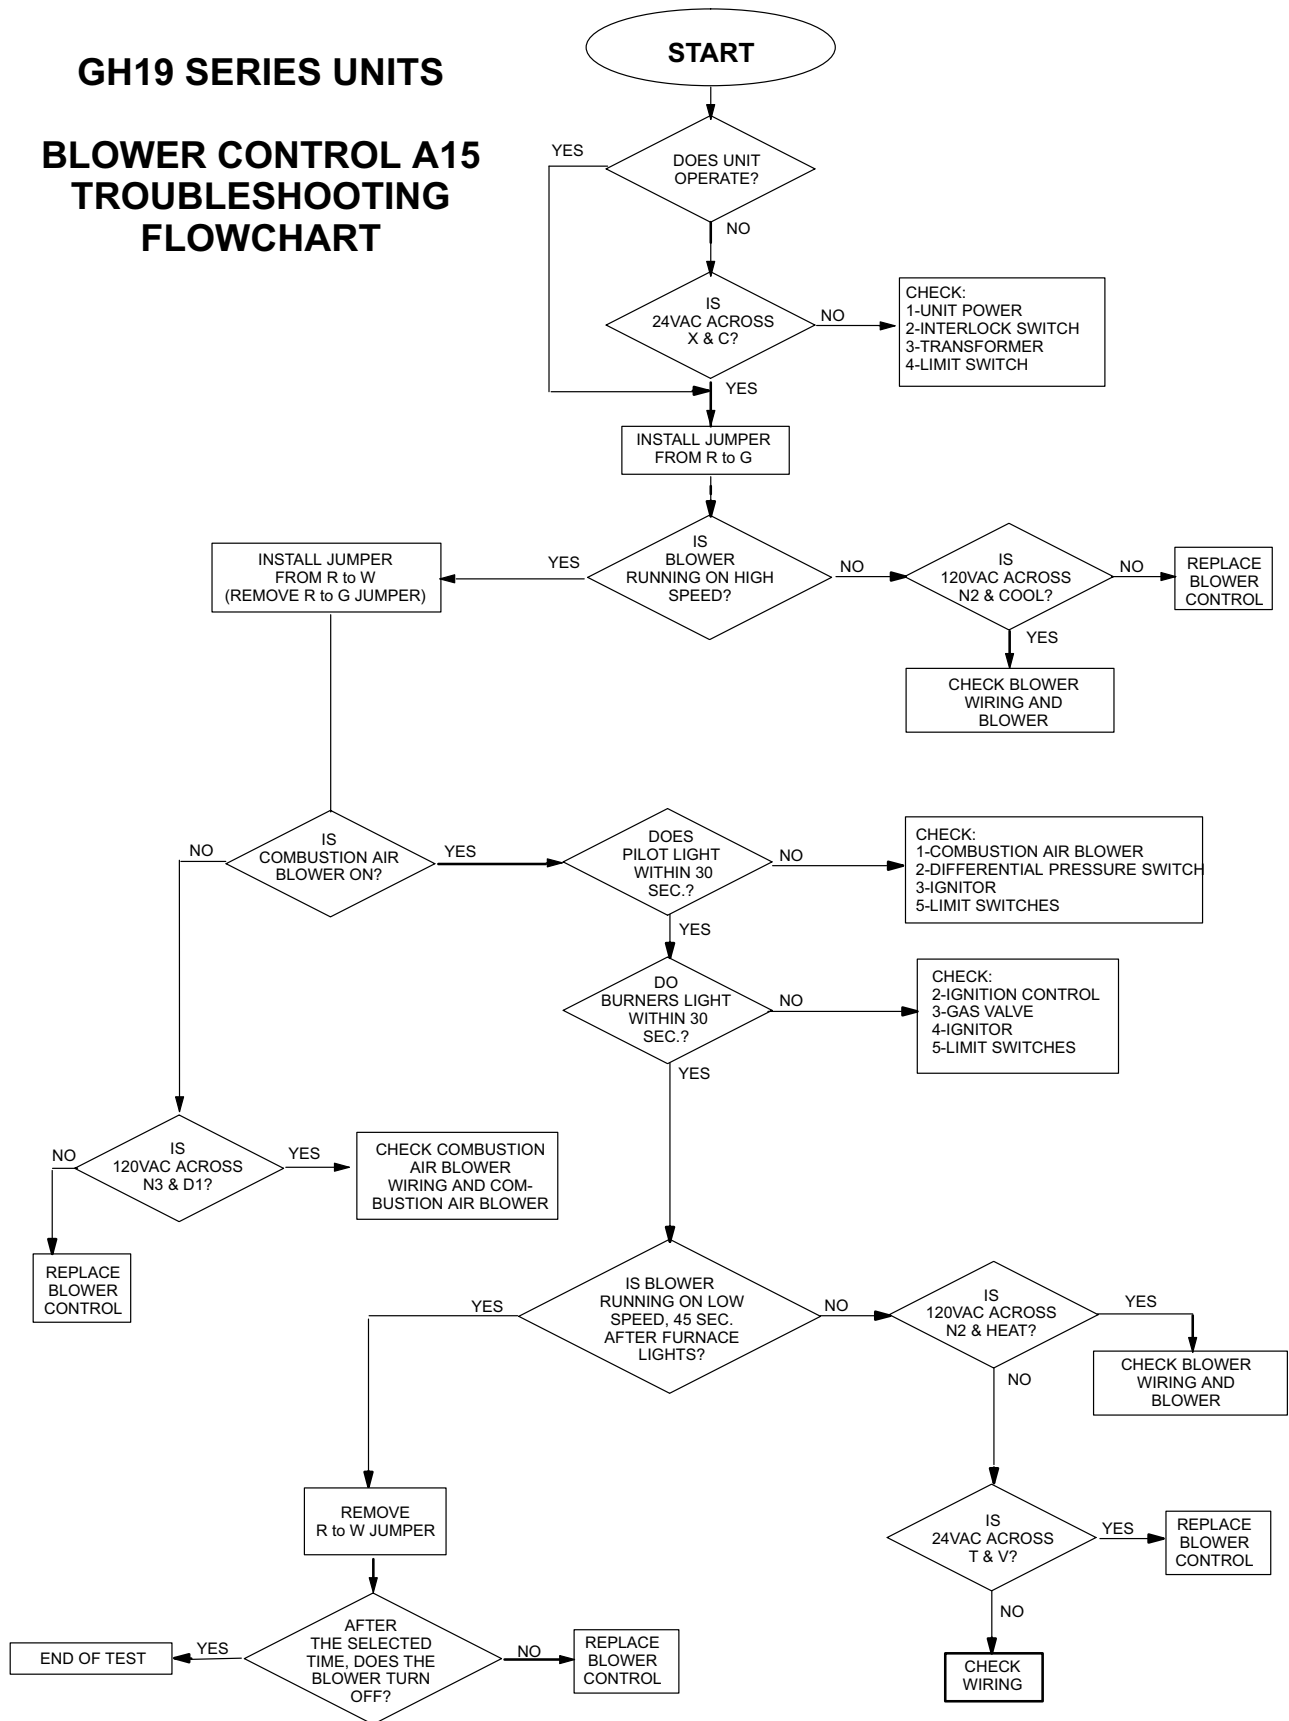 GH19 SERIES UNITS
BLOWER CONTROL A15
TROUBLESHOOTING
FLOWCHART
START
DOES UNIT
OPERATE?
YES
NO
IS
24VAC ACROSS
X & C?
NO
CHECK:
1-UNIT POWER
2-INTERLOCK SWITCH
3-TRANSFORMER
4-LIMIT SWITCH
YES
INSTALL JUMPER
FROM R to G
IS
BLOWER
RUNNING ON HIGH
SPEED?
YES
INSTALL JUMPER
FROM R to W
(REMOVE R to G JUMPER)
NO
IS
120VAC ACROSS
N2 & COOL?
NO
REPLACE
BLOWER
CONTROL
YES
CHECK BLOWER
WIRING AND
BLOWER
IS
COMBUSTION AIR
BLOWER ON?
NO
YES
DOES
PILOT LIGHT
WITHIN 30
SEC.?
NO
CHECK:
1-COMBUSTION AIR BLOWER
2-DIFFERENTIAL PRESSURE SWITCH
3-IGNITOR
5-LIMIT SWITCHES
YES
DO
BURNERS LIGHT
WITHIN 30
SEC.?
NO
CHECK:
2-IGNITION CONTROL
3-GAS VALVE
4-IGNITOR
5-LIMIT SWITCHES
YES
IS
120VAC ACROSS
N3 & D1?
NO
YES
CHECK COMBUSTION
AIR BLOWER
WIRING AND COM-
BUSTION AIR BLOWER
REPLACE
BLOWER
CONTROL
IS BLOWER
RUNNING ON LOW
SPEED, 45 SEC.
AFTER FURNACE
LIGHTS?
YES
NO
IS
120VAC ACROSS
N2 & HEAT?
YES
CHECK BLOWER
WIRING AND
BLOWER
NO
IS
24VAC ACROSS
T & V?
YES
REPLACE
BLOWER
CONTROL
NO
CHECK
WIRING
REMOVE
R to W JUMPER
AFTER
THE SELECTED
TIME, DOES THE
BLOWER TURN
OFF?
YES
END OF TEST
NO
REPLACE
BLOWER
CONTROL